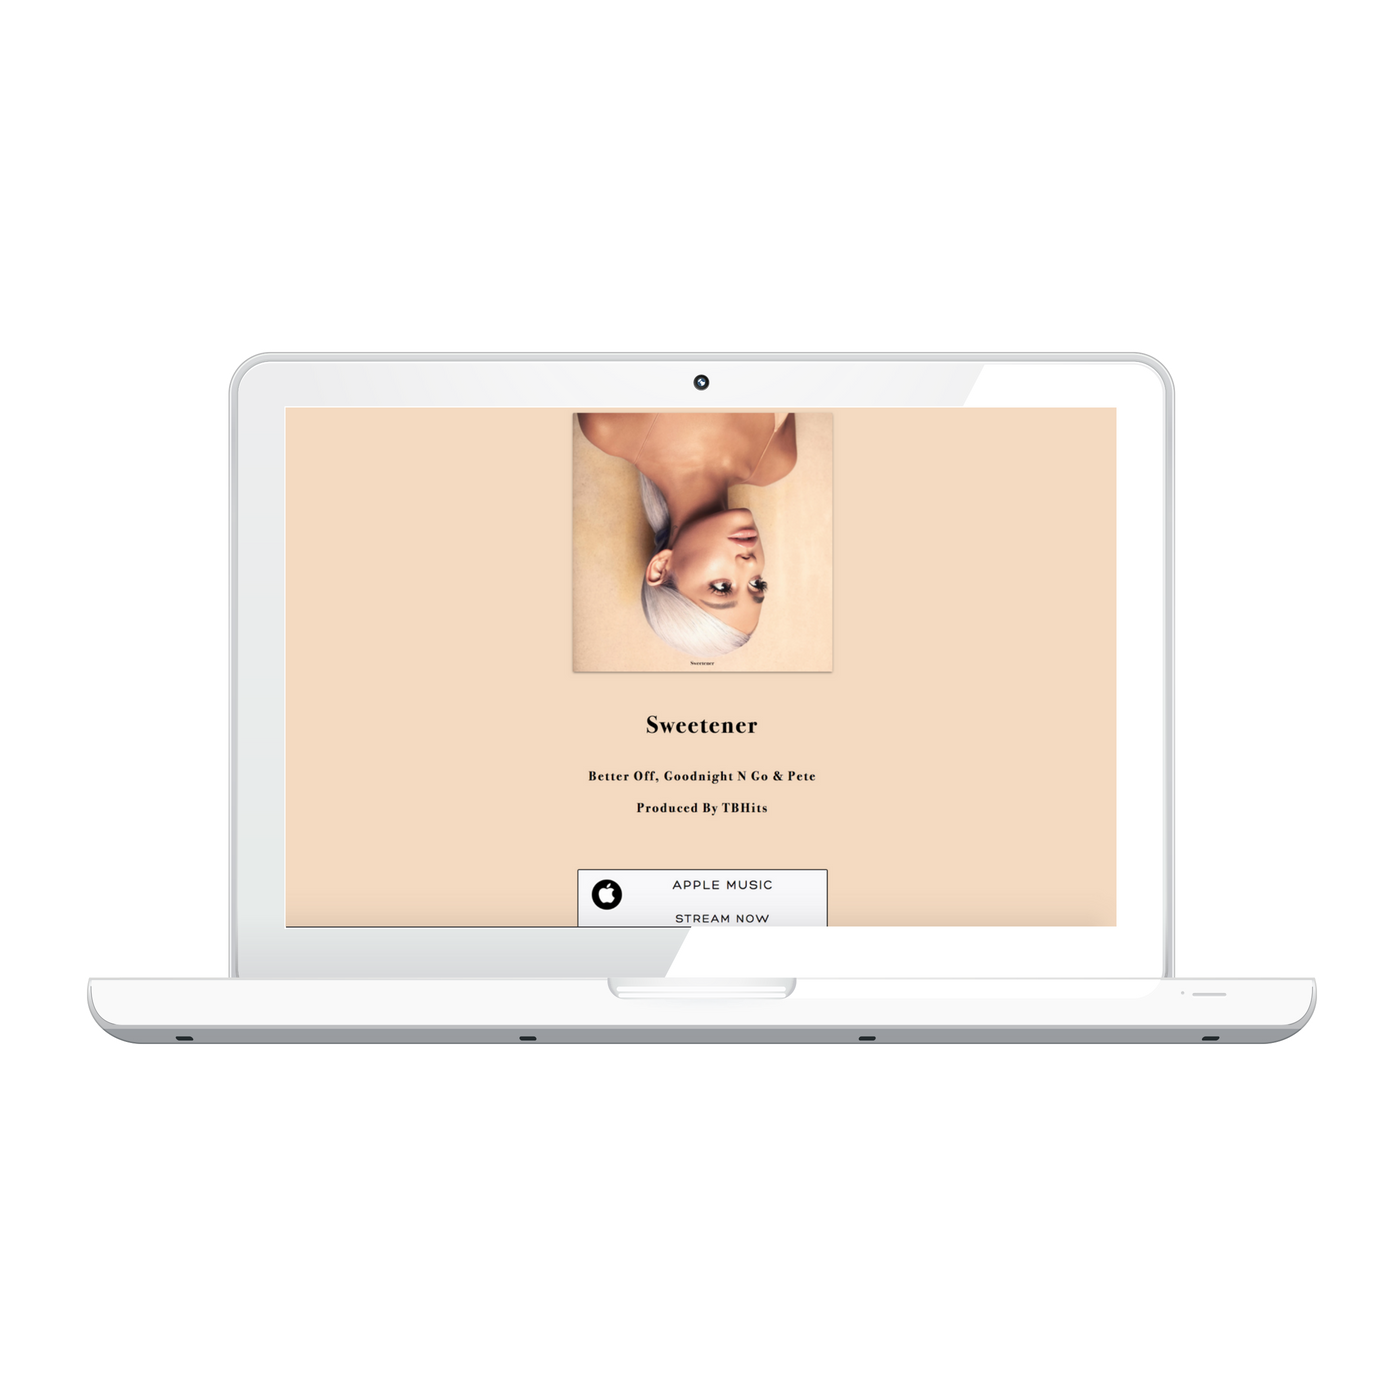 Sweetener
Sweetener
Better Off, Goodnight N Go & Pete
Produced By TBHits
APPLE MUSIC
STREAM NOW